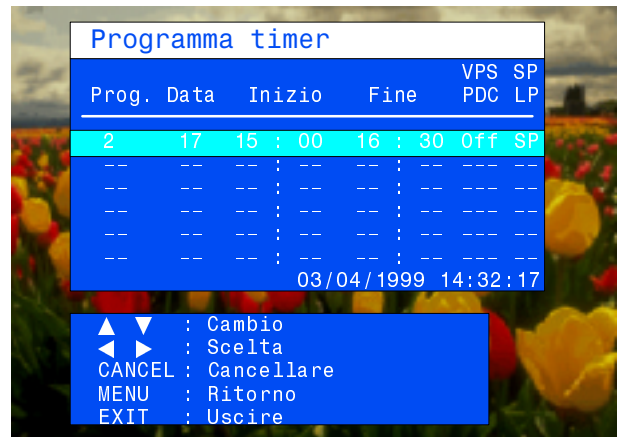 Programma timer
VPS SP
Prog. Data Inizio Fine PDC LP
2 17 15 : 00 16 : 30 Off SP
-- -- -- : -- -- : -- --- --
-- -- -- : -- -- : -- --- --
-- -- -- : -- -- : -- --- --
-- -- -- : -- -- : -- --- --
-- -- -- : -- -- : -- --- --
03/04/1999 14:32:17
▲ ▼ : Cambio
◀ ▶ : Scelta
CANCEL : Cancellare
MENU : Ritorno
EXIT : Uscire